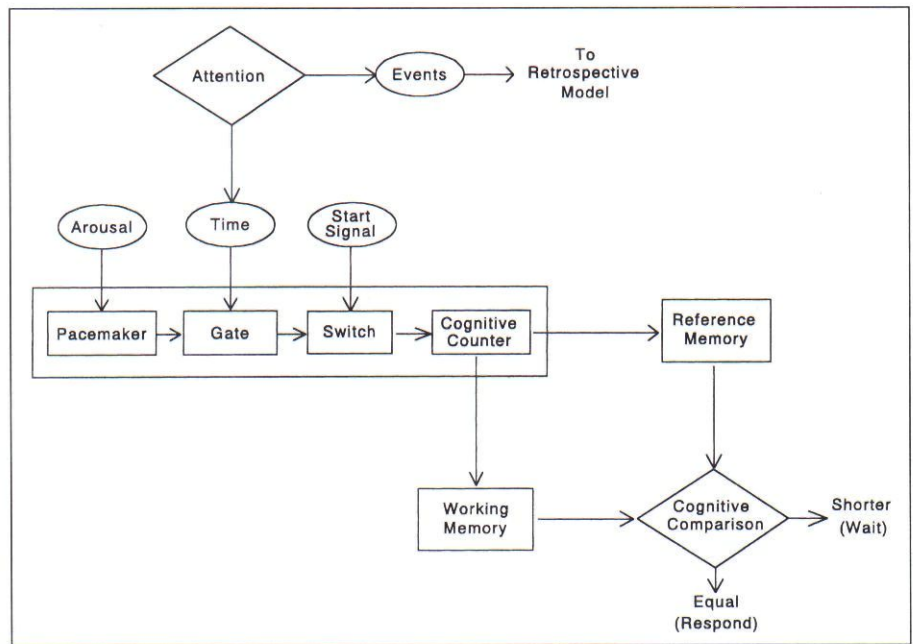 Attention
Events
To
Retrospective
Model
Arousal
Time
Start
Signal
Pacemaker
Gate
Switch
Cognitive
Counter
Reference
Memory
Working
Memory
Cognitive
Comparison
Shorter
(Wait)
Equal
(Respond)